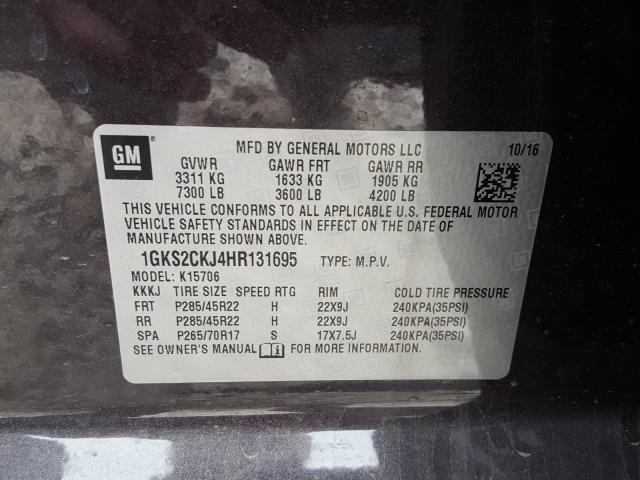 GM
MFD BY GENERAL MOTORS LLC 10/16
GVWR GAWR FRT GAWR RR
3311 KG 1633 KG 1905 KG
7300 LB 3600 LB 4200 LB
THIS VEHICLE CONFORMS TO ALL APPLICABLE U.S. FEDERAL MOTOR
VEHICLE SAFETY STANDARDS IN EFFECT ON THE DATE OF
MANUFACTURE SHOWN ABOVE.
1GKS2CKJ4HR131695 TYPE: M.P.V.
MODEL: K15706
KKKJ TIRE SIZE SPEED RTG RIM COLD TIRE PRESSURE
FRT P285/45R22 H 22X9J 240KPA(35PSI)
RR P285/45R22 H 22X9J 240KPA(35PSI)
SPA P265/70R17 S 17X7.5J 240KPA(35PSI)
SEE OWNER'S MANUAL FOR MORE INFORMATION.